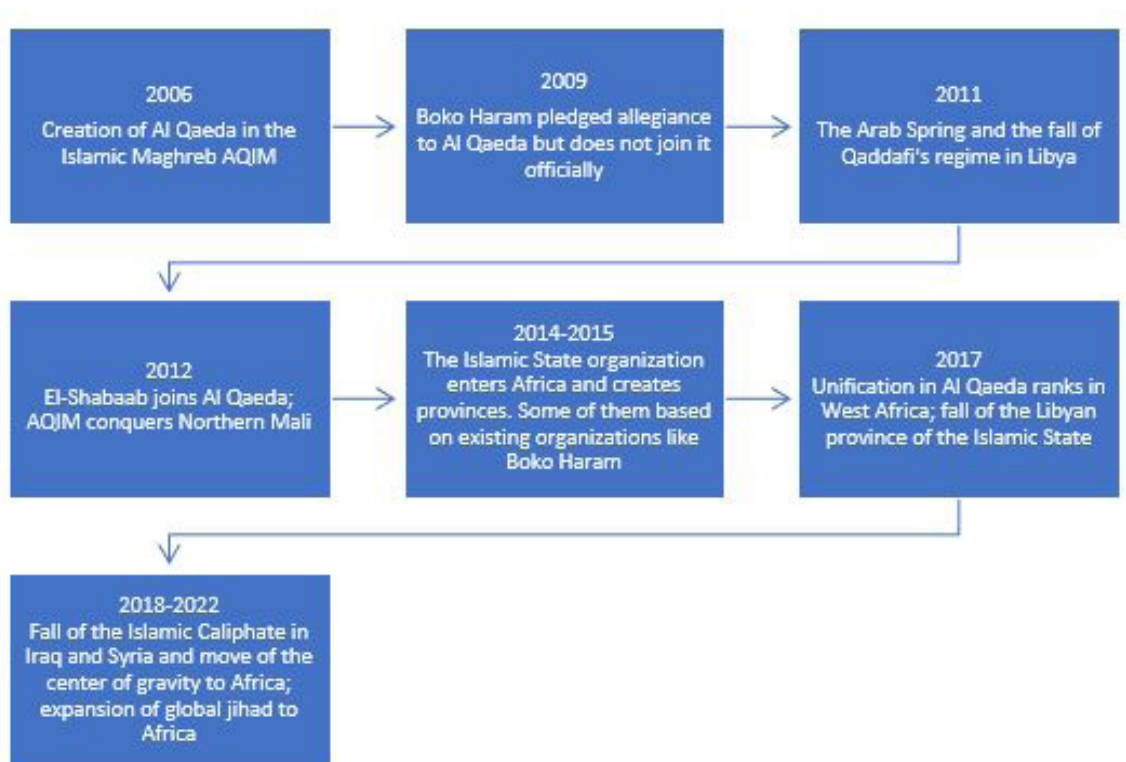 2006
Creation of Al Qaeda in the
Islamic Maghreb AQIM
2009
Boko Haram pledged allegiance
to Al Qaeda but does not join it
officially
2011
The Arab Spring and the fall of
Qaddafi's regime in Libya
2012
El-Shabaab joins Al Qaeda;
AQIM conquers Northern Mali
2014-2015
The Islamic State organization
enters Africa and creates
provinces. Some of them based
on existing organizations like
Boko Haram
2017
Unification in Al Qaeda ranks in
West Africa; fall of the Libyan
province of the Islamic State
2018-2022
Fall of the Islamic Caliphate in
Iraq and Syria and move of the
center of gravity to Africa;
expansion of global jihad to
Africa